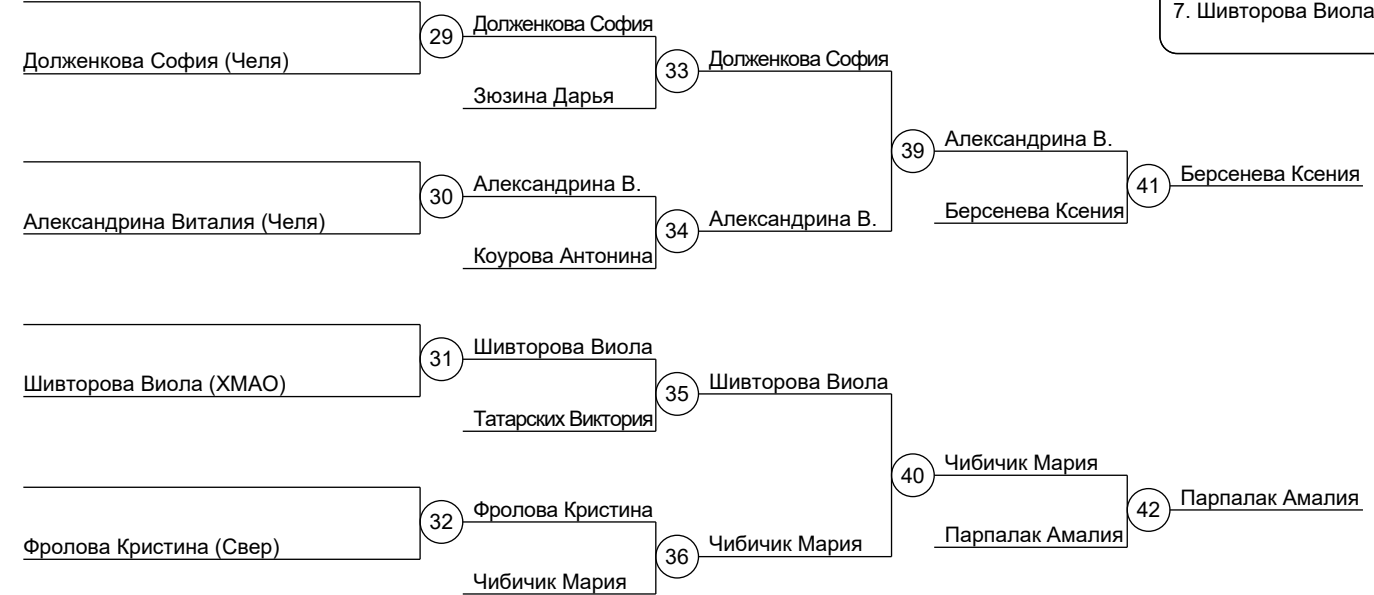 7. Шивторова Виола
Долженкова София
29
Долженкова София (Челя)
Долженкова София
33
Зюзина Дарья
Александрина В.
39
Александрина В.
Берсенева Ксения
30
41
Александрина Виталия (Челя)
Александрина В.
34
Берсенева Ксения
Коурова Антонина
Шивторова Виола
31
Шивторова Виола (ХМАО)
Шивторова Виола
35
Татарских Виктория
Чибичик Мария
40
Фролова Кристина
Парпалак Амалия
32
42
Фролова Кристина (Свер)
Чибичик Мария
36
Парпалак Амалия
Чибичик Мария